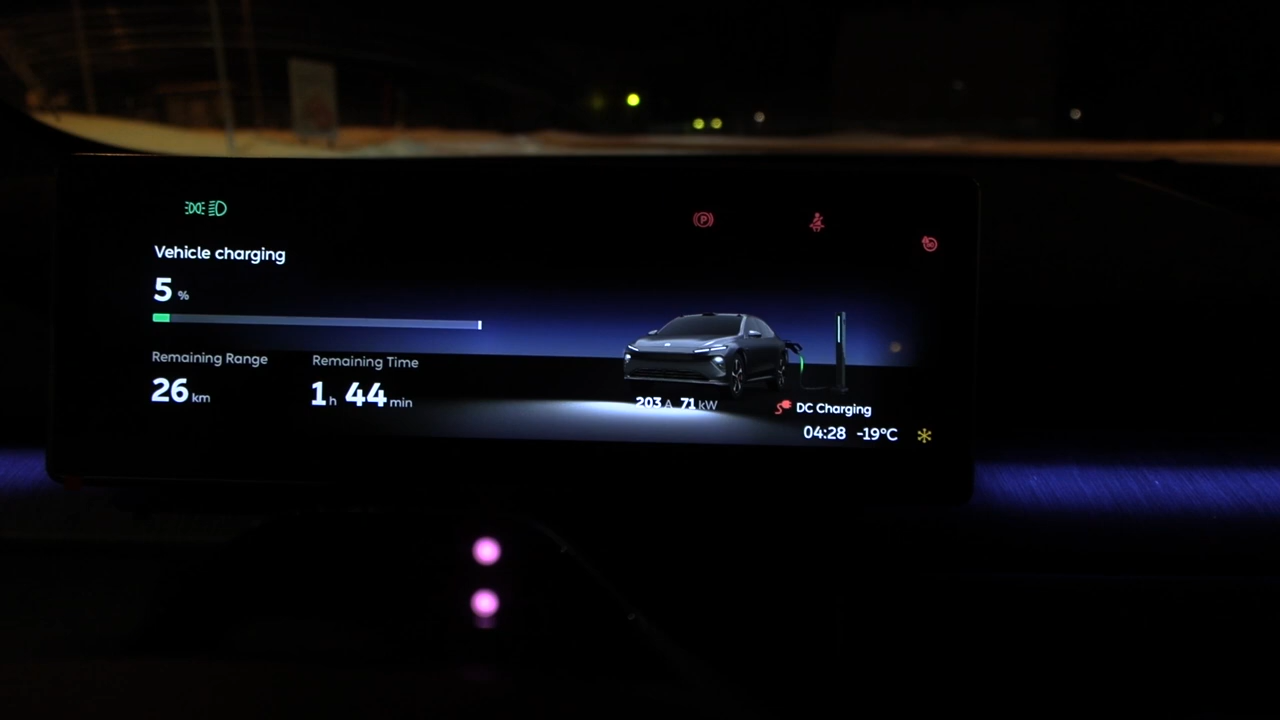 Vehicle charging
5 %
Remaining Range
Remaining Time
26 km
1 h 44 min
203 A 71 kW
DC Charging
04:28 -19°C